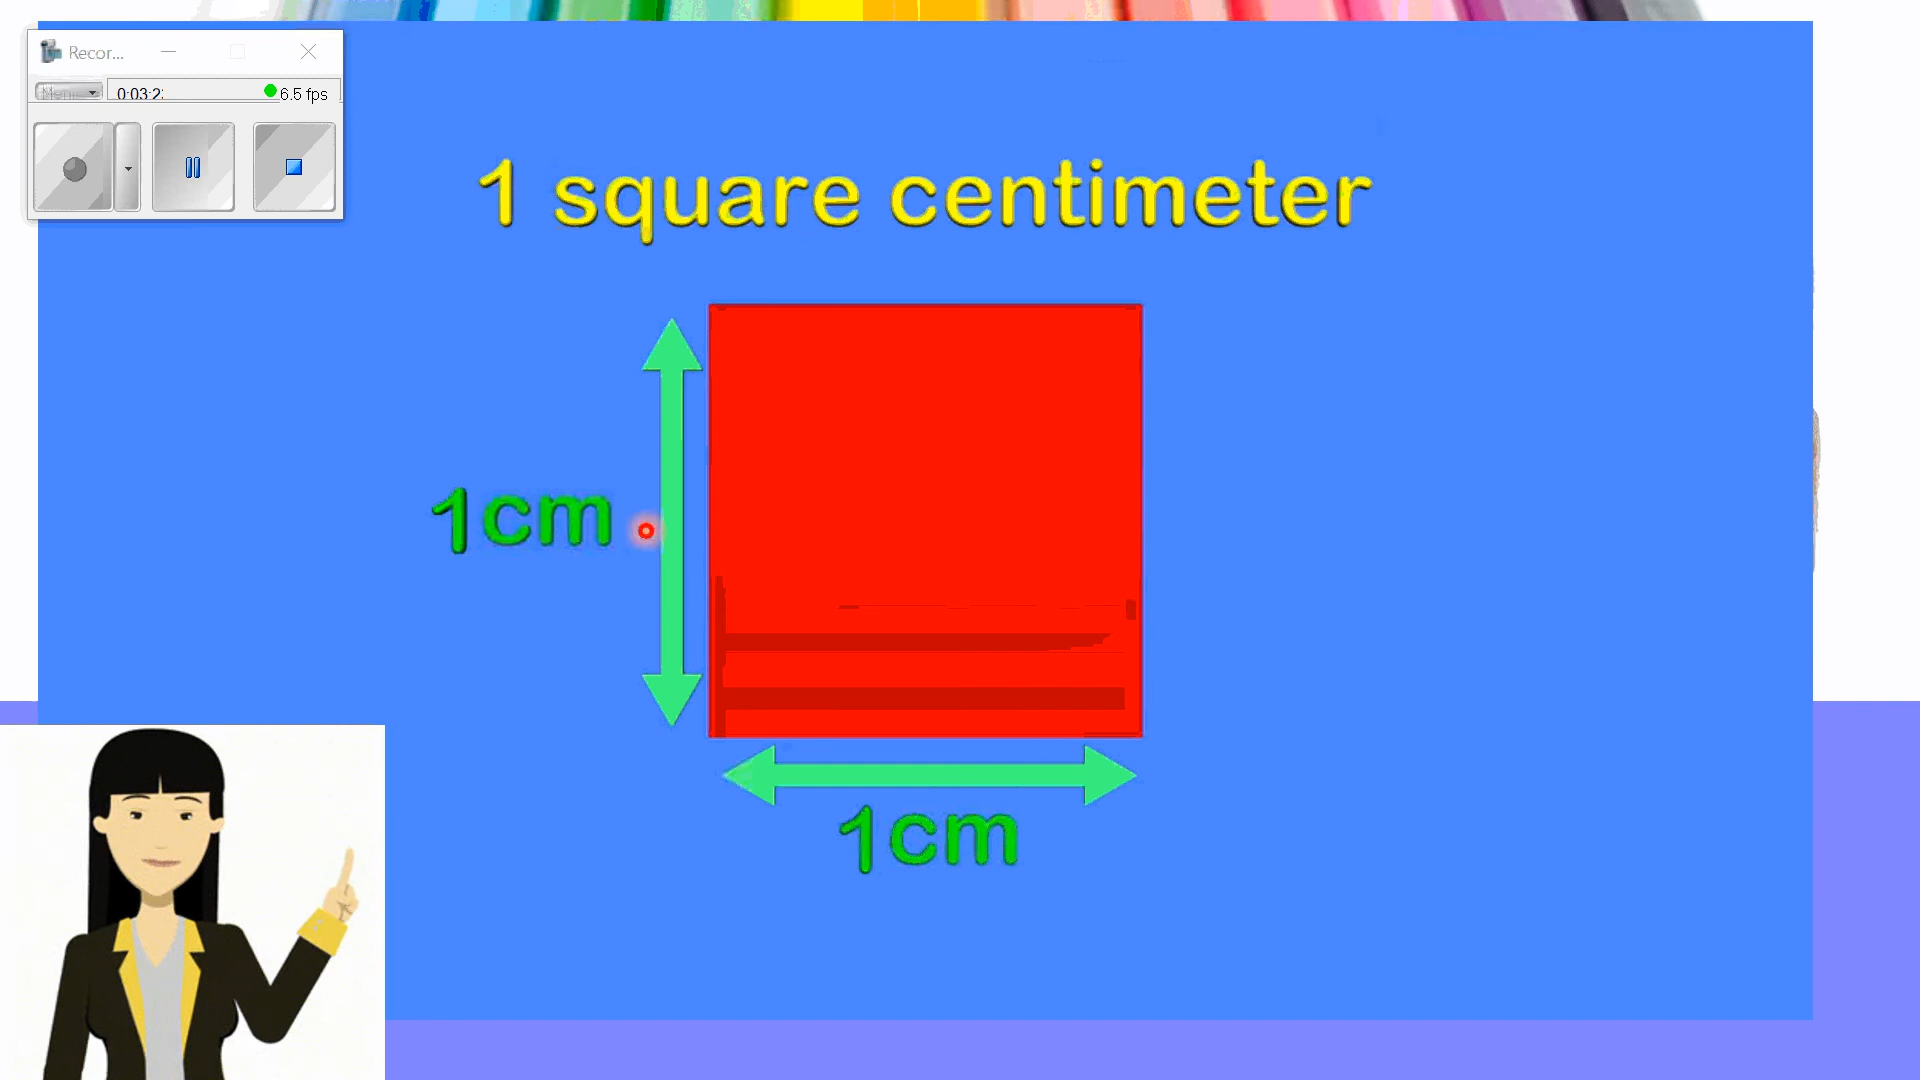 Recor...
0:03:2
6.5 fps
1 square centimeter
1cm
1cm